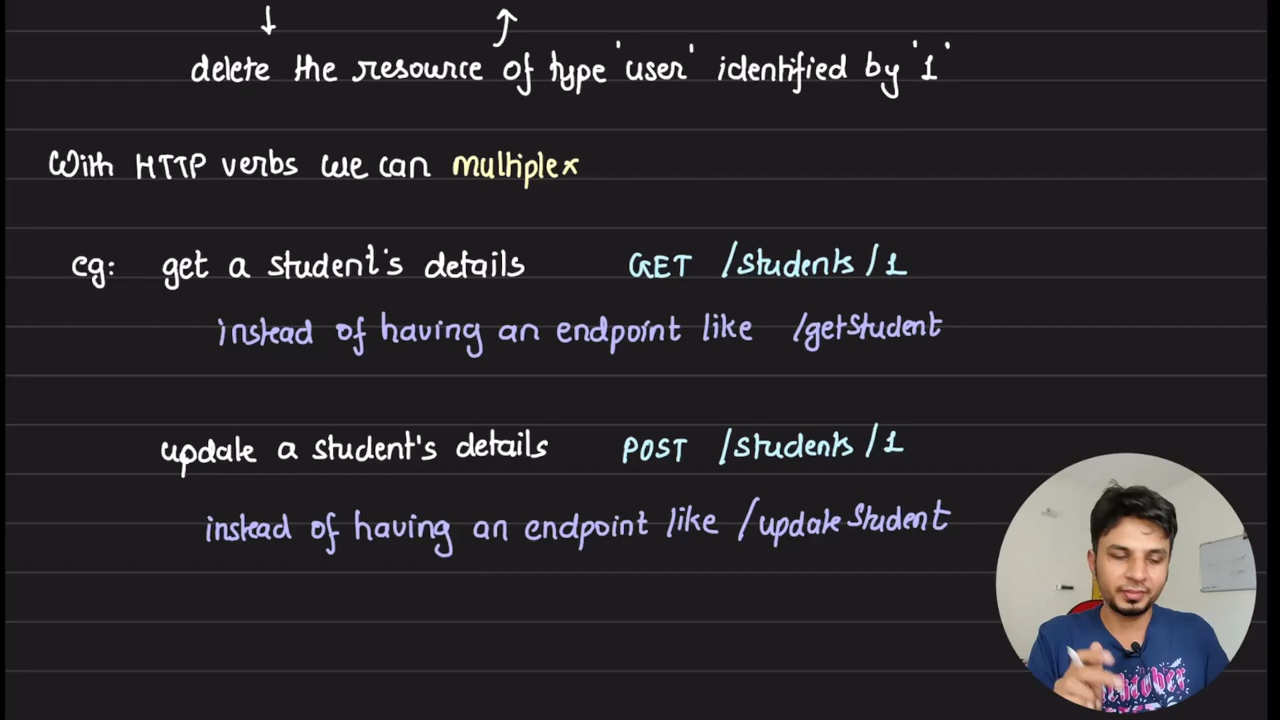 delete the resource of type 'user' identified by '1'
With HTTP verbs we can multiplex
eg: get a student's details GET /students/1
instead of having an endpoint like /getStudent
update a student's details POST /students/1
instead of having an endpoint like /updateStudent